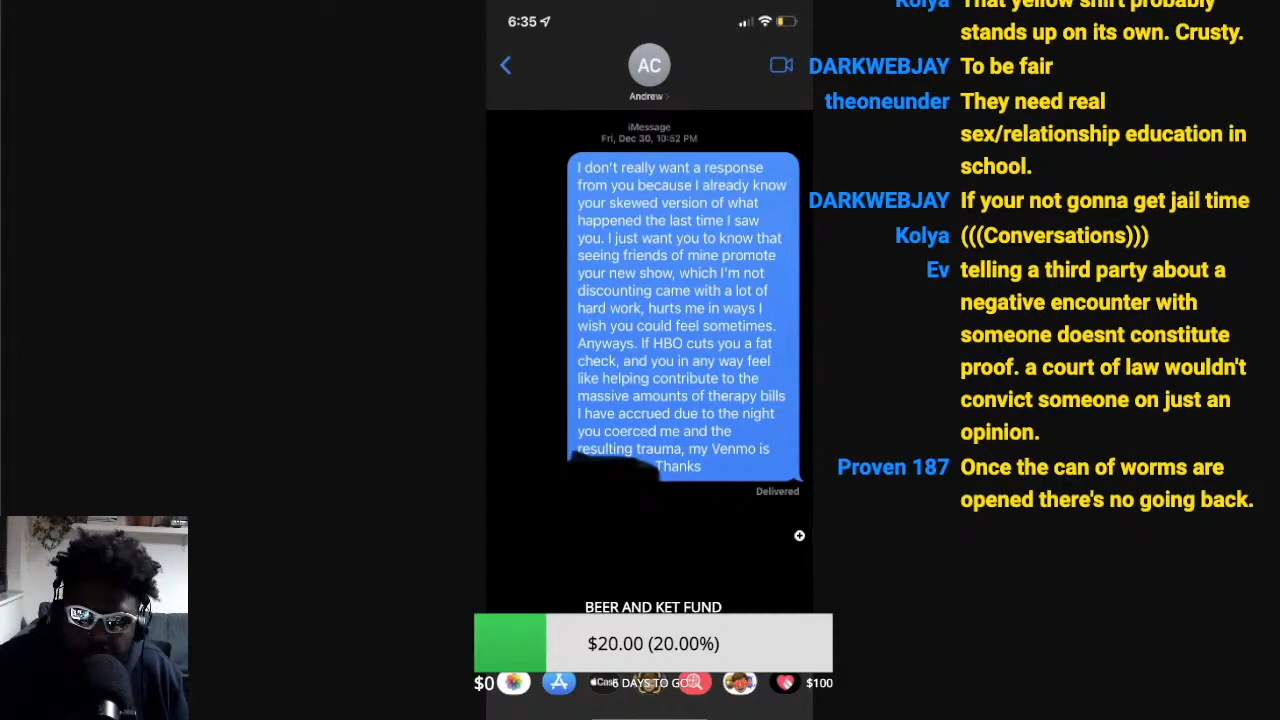 6:35
AC
Andrew
iMessage
Fri, Dec 30, 10:52 PM
I don't really want a response
from you because I already know
your skewed version of what
happened the last time I saw
you. I just want you to know that
seeing friends of mine promote
your new show, which I'm not
discounting came with a lot of
hard work, hurts me in ways I
wish you could feel sometimes.
Anyways. If HBO cuts you a fat
check, and you in any way feel
like helping contribute to the
massive amounts of therapy bills
I have accrued due to the night
you coerced me and the
resulting trauma, my Venmo is
Thanks
Delivered
BEER AND KET FUND
$20.00 (20.00%)
$0
DAYS TO GO
$100
Kolya That yellow shirt probably
stands up on its own. Crusty.
DARKWEBJAY To be fair
theoneunder They need real
sex/relationship education in
school.
DARKWEBJAY If your not gonna get jail time
Kolya (((Conversations)))
Ev telling a third party about a
negative encounter with
someone doesnt constitute
proof. a court of law wouldn't
convict someone on just an
opinion.
Proven 187 Once the can of worms are
opened there's no going back.